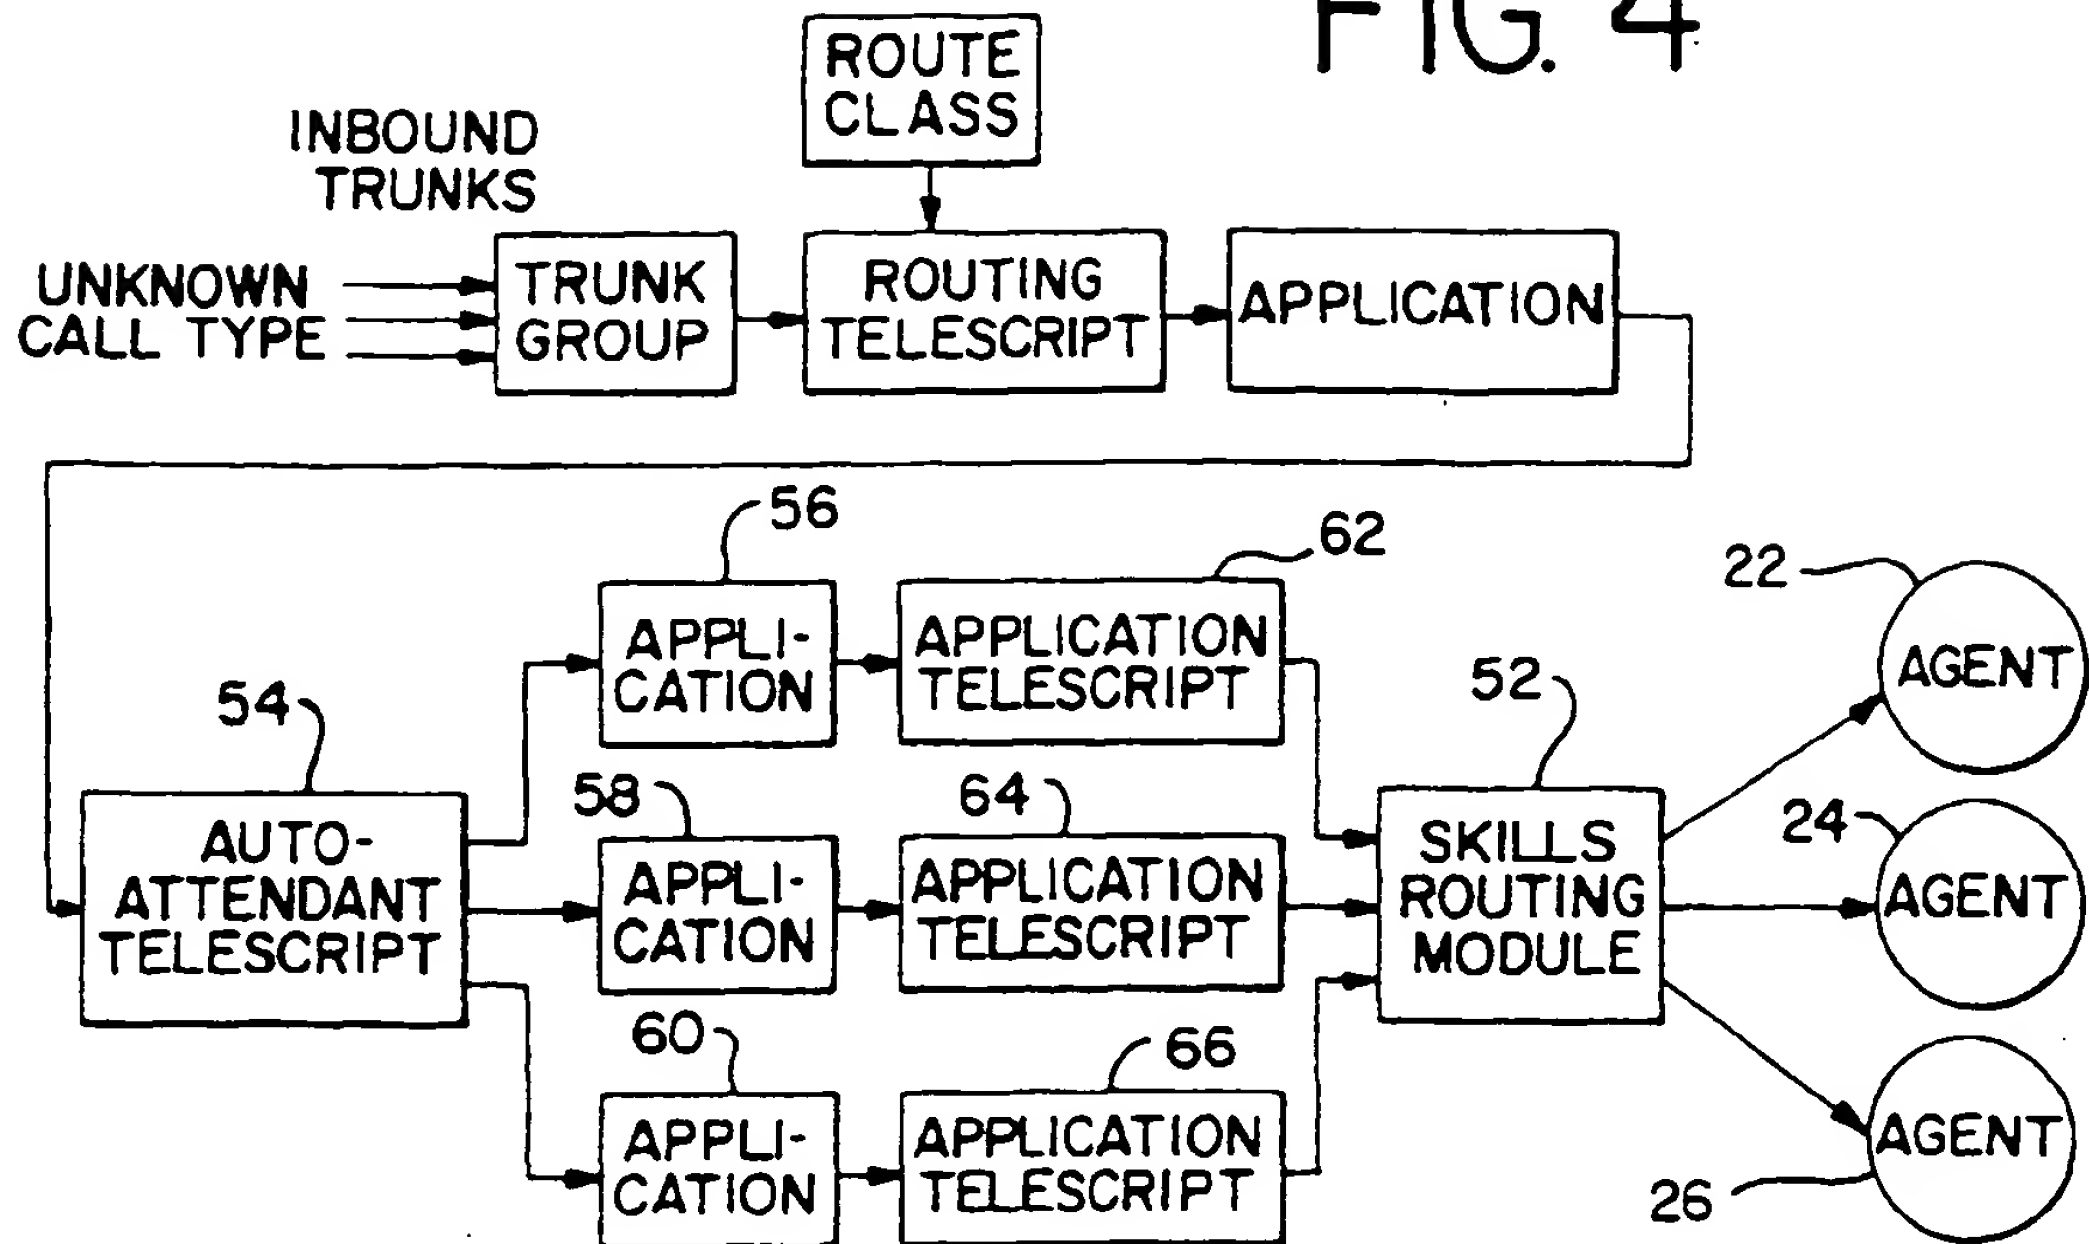 FIG. 4
ROUTE
CLASS
INBOUND
TRUNKS
UNKNOWN
CALL TYPE
TRUNK
GROUP
ROUTING
TELESCRIPT
APPLICATION
56
62
22
APPLI-
CATION
APPLICATION
TELESCRIPT
AGENT
54
52
58
64
24
AUTO-
ATTENDANT
TELESCRIPT
APPLI-
CATION
APPLICATION
TELESCRIPT
SKILLS
ROUTING
MODULE
AGENT
60
66
APPLI-
CATION
APPLICATION
TELESCRIPT
AGENT
26